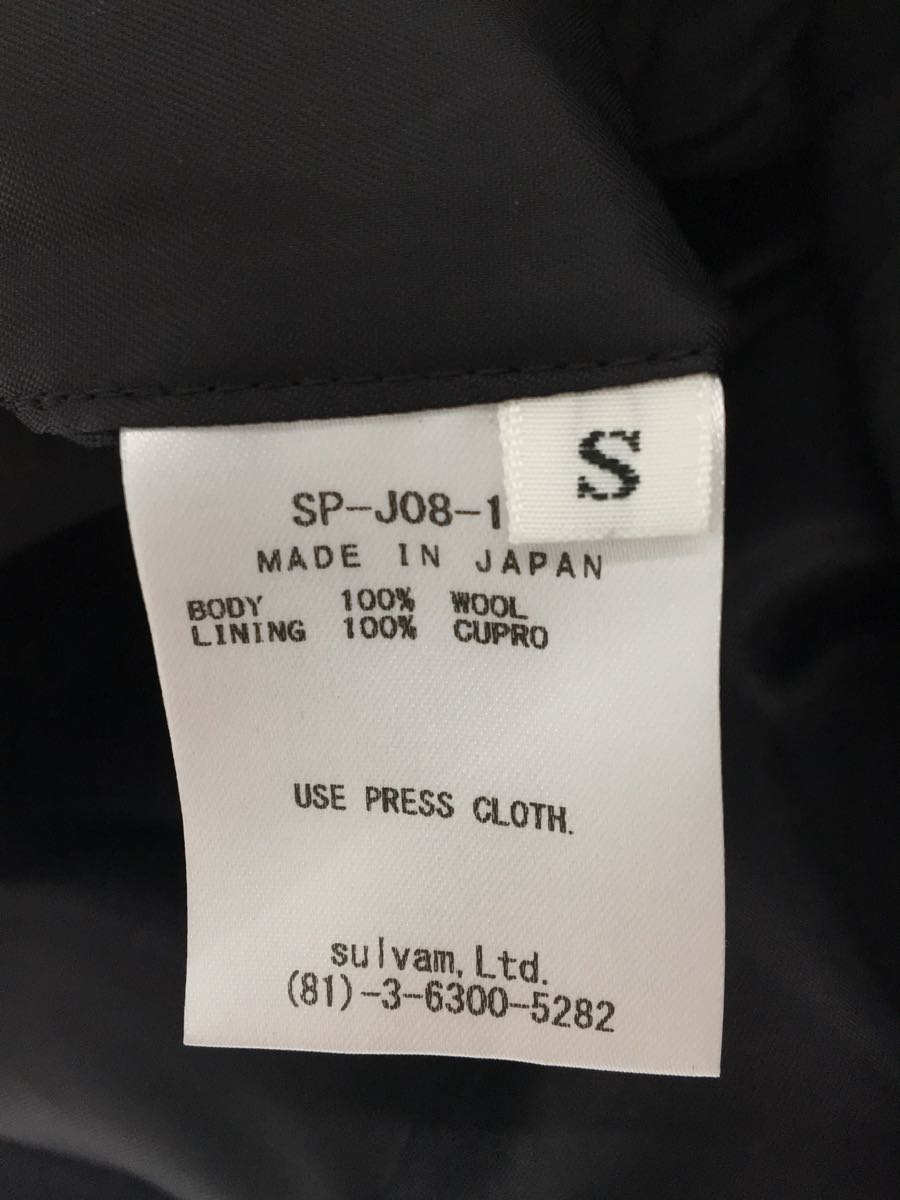 S
SP-J08-1
MADE IN JAPAN
BODY 100% WOOL
LINING 100% CUPRO
USE PRESS CLOTH.
sulvam, Ltd.
(81)-3-6300-5282